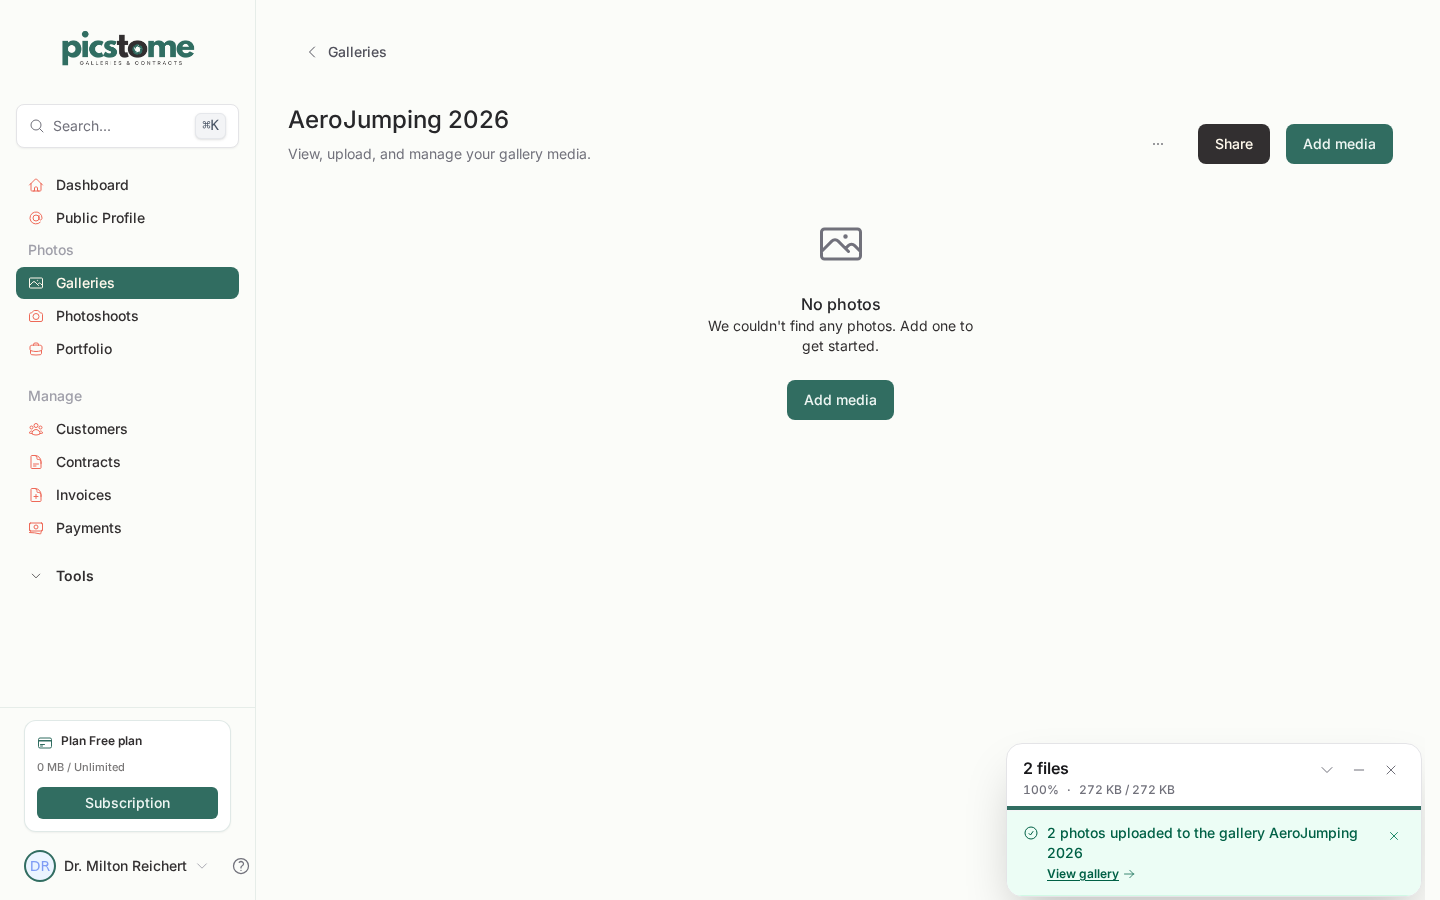 picstome
GALLERIES & CONTRACTS
Search...
⌘K
Dashboard
Public Profile
Photos
Galleries
Photoshoots
Portfolio
Manage
Customers
Contracts
Invoices
Payments
Tools
Plan Free plan
0 MB / Unlimited
Subscription
DR
Dr. Milton Reichert
Galleries
AeroJumping 2026
View, upload, and manage your gallery media.
Share
Add media
No photos
We couldn't find any photos. Add one to
get started.
Add media
2 files
100% · 272 KB / 272 KB
2 photos uploaded to the gallery AeroJumping
2026
View gallery